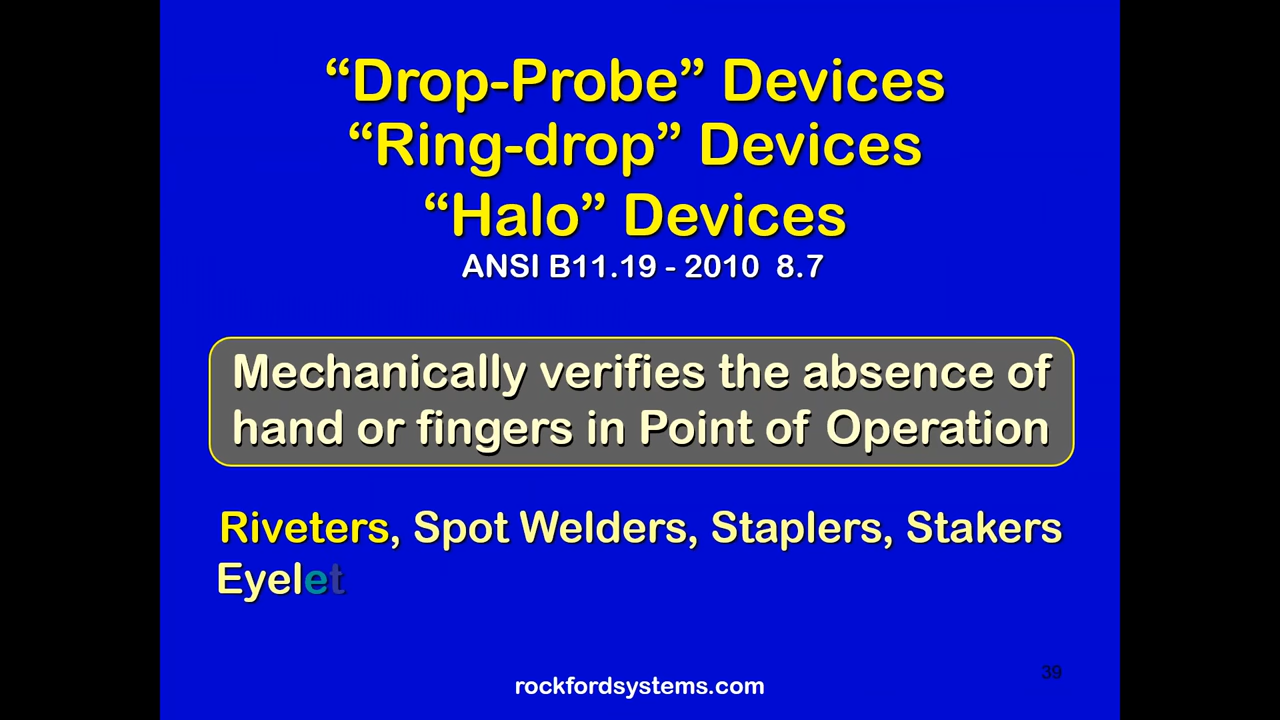 “Drop-Probe” Devices
“Ring-drop” Devices
“Halo” Devices
ANSI B11.19 - 2010 8.7
Mechanically verifies the absence of
hand or fingers in Point of Operation
Riveters, Spot Welders, Staplers, Stakers
Eyelet
39
rockfordsystems.com